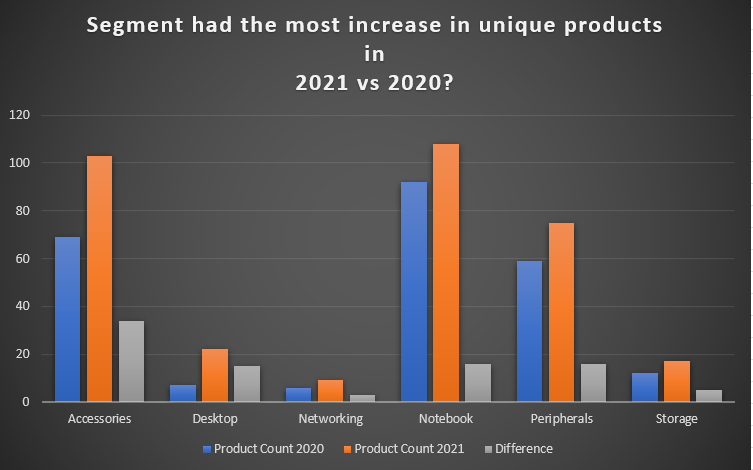 Segment had the most increase in unique products
in
2021 vs 2020?
120
100
80
60
40
20
0
Accessories Desktop Networking Notebook Peripherals Storage
Product Count 2020 Product Count 2021 Difference